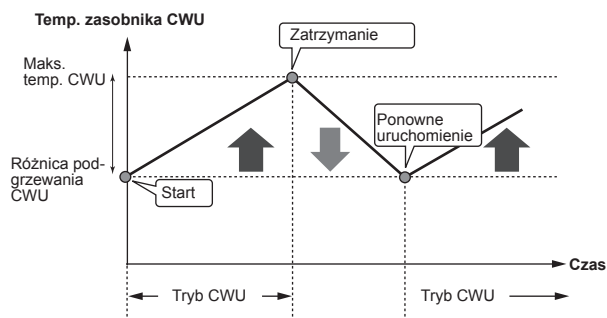 Temp. zasobnika CWU
Zatrzymanie
Maks.
temp. CWU
Ponowne
uruchomienie
Różnica pod-
grzewania
CWU
Start
Czas
Tryb CWU
Tryb CWU